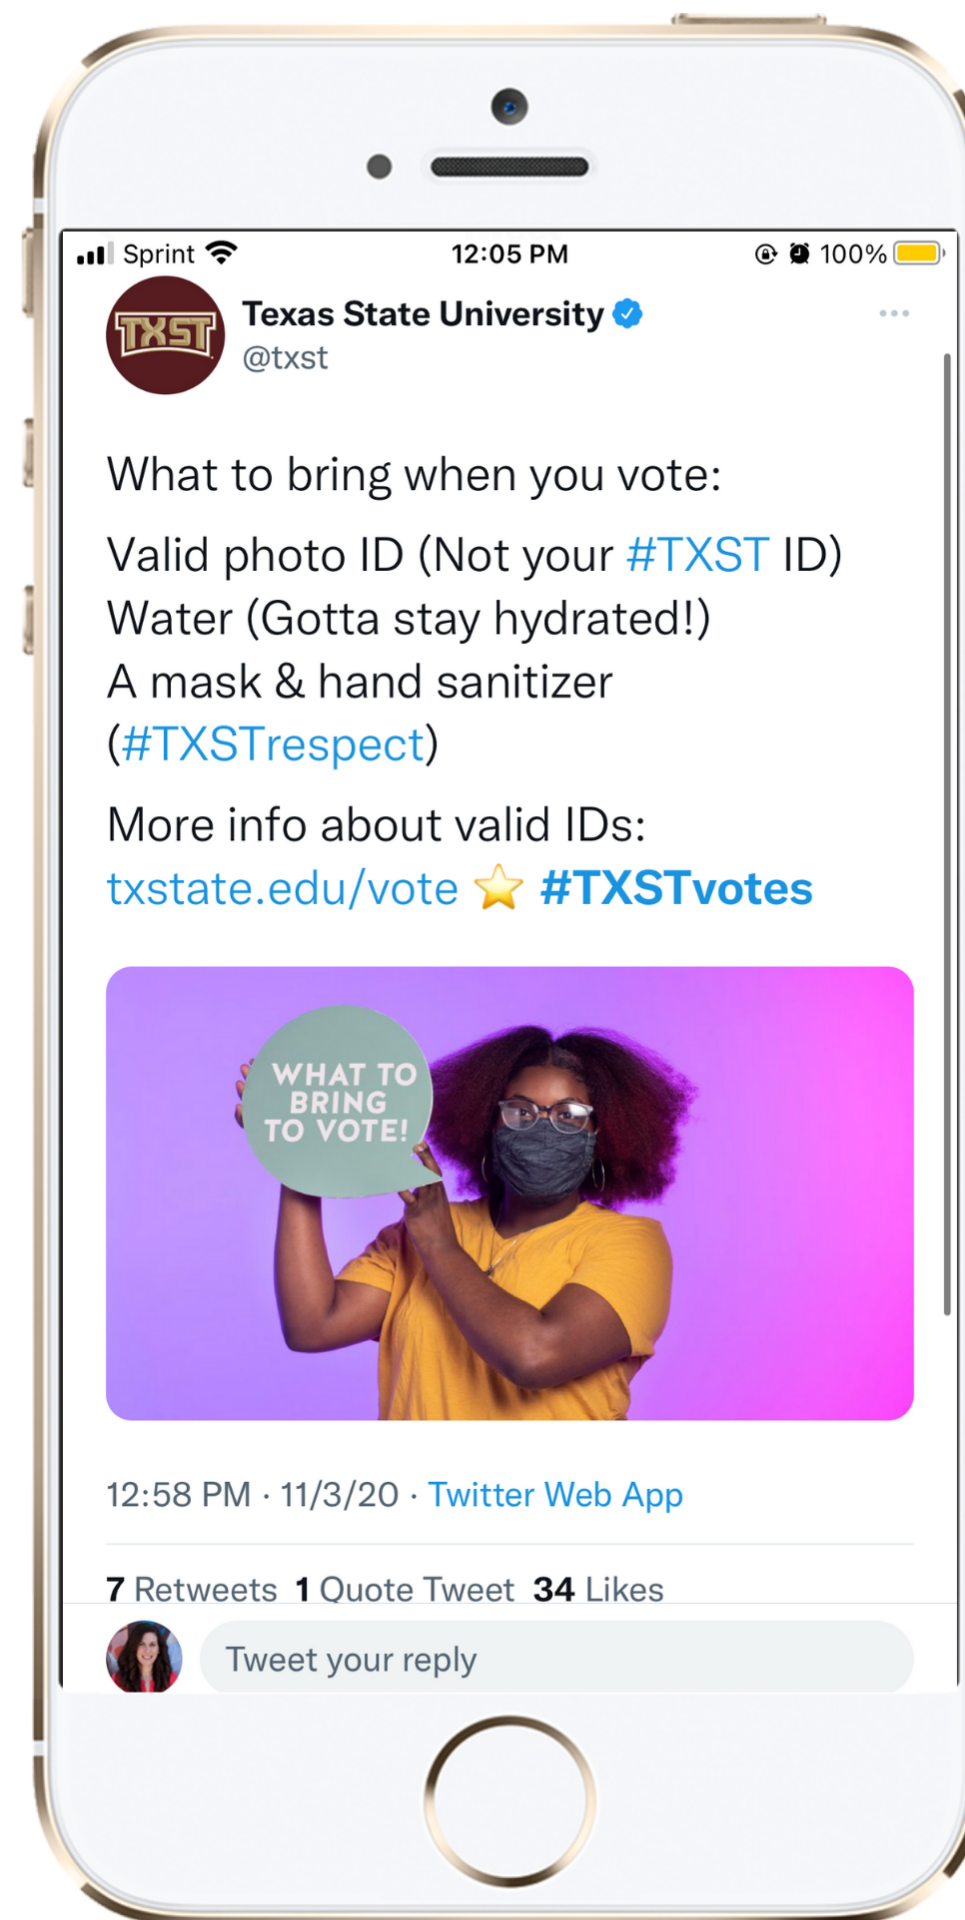 Sprint 12:05 PM 100%
TXST
Texas State University
@txst
What to bring when you vote:
Valid photo ID (Not your #TXST ID)
Water (Gotta stay hydrated!)
A mask & hand sanitizer
(#TXSTrespect)
More info about valid IDs:
txstate.edu/vote ⭐ #TXSTvotes
WHAT TO
BRING
TO VOTE!
12:58 PM · 11/3/20 · Twitter Web App
7 Retweets 1 Quote Tweet 34 Likes
Tweet your reply